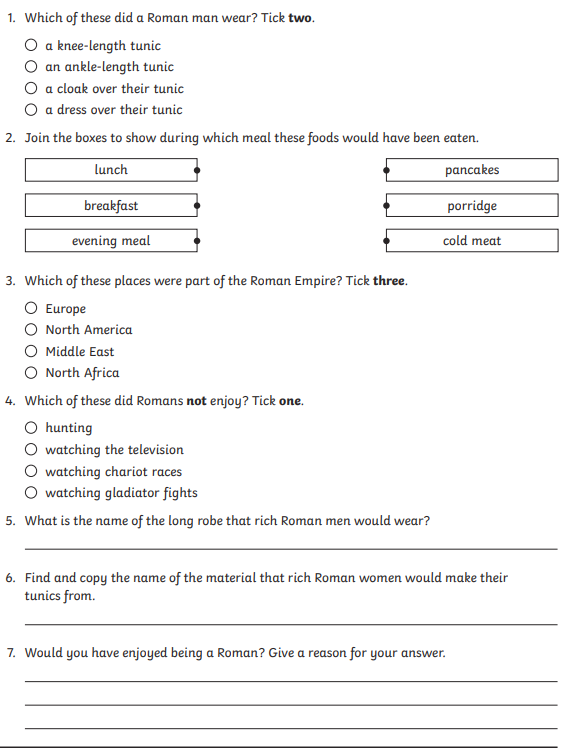 1. Which of these did a Roman man wear? Tick two.
a knee-length tunic
an ankle-length tunic
a cloak over their tunic
a dress over their tunic
2. Join the boxes to show during which meal these foods would have been eaten.
lunch pancakes
breakfast porridge
evening meal cold meat
3. Which of these places were part of the Roman Empire? Tick three.
Europe
North America
Middle East
North Africa
4. Which of these did Romans not enjoy? Tick one.
hunting
watching the television
watching chariot races
watching gladiator fights
5. What is the name of the long robe that rich Roman men would wear?
6. Find and copy the name of the material that rich Roman women would make their
tunics from.
7. Would you have enjoyed being a Roman? Give a reason for your answer.